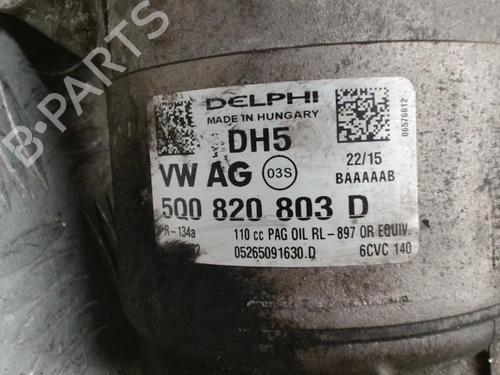 B-PARTS
DELPHI
MADE IN HUNGARY
DH5
22/15
VW AG 03S BAAAAAB
5Q0 820 803 D
R-134a 110 cc PAG OIL RL-897 OR EQUIV.
05265091630.D 6CVC 140
06576612